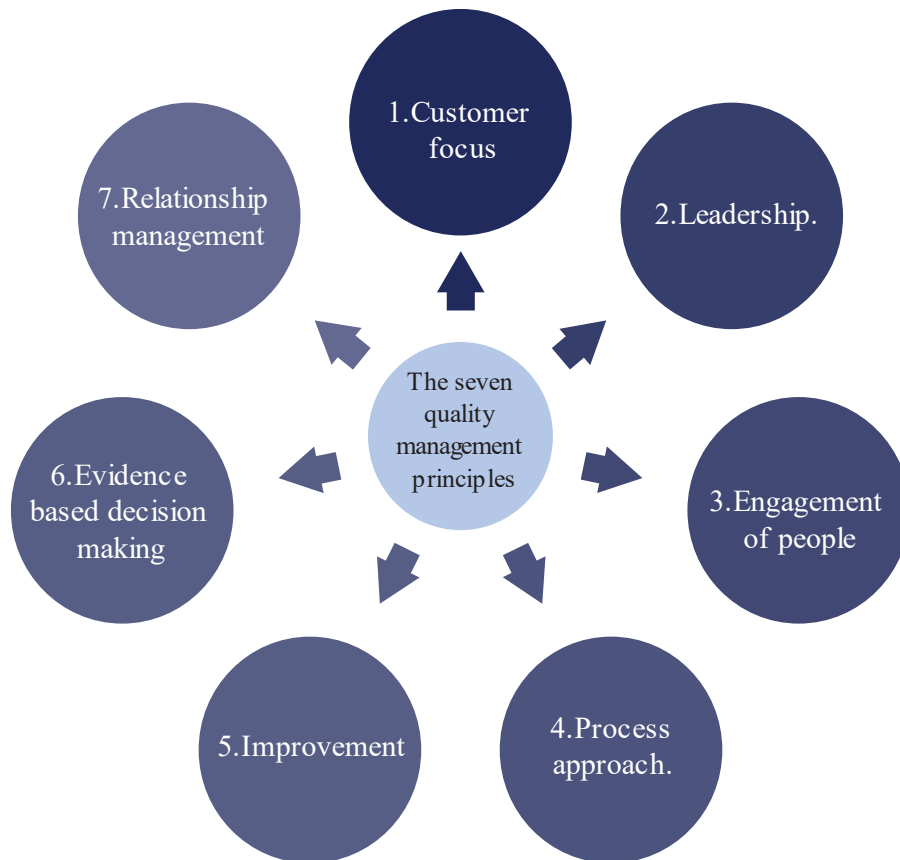 1.Customer
focus
2.Leadership.
3.Engagement
of people
4.Process
approach.
5.Improvement
6.Evidence
based decision
making
7.Relationship
management
The seven
quality
management
principles